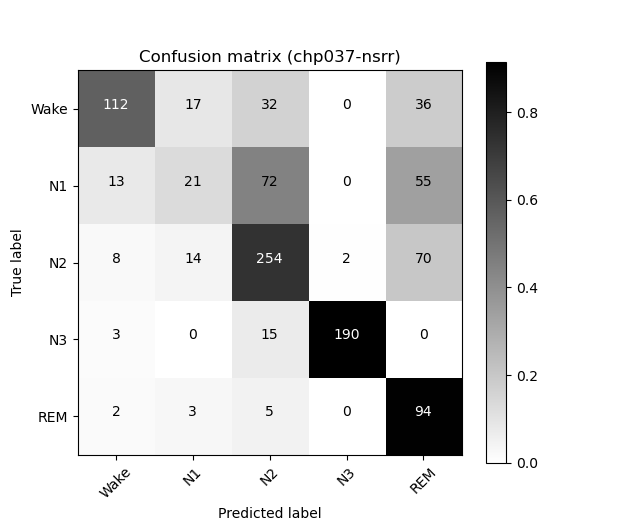 Confusion matrix (chp037-nsrr)
Wake 112 17 32 0 36
N1 13 21 72 0 55
N2 8 14 254 2 70
N3 3 0 15 190 0
REM 2 3 5 0 94
Wake N1 N2 N3 REM
Predicted label
True label
0.8
0.6
0.4
0.2
0.0